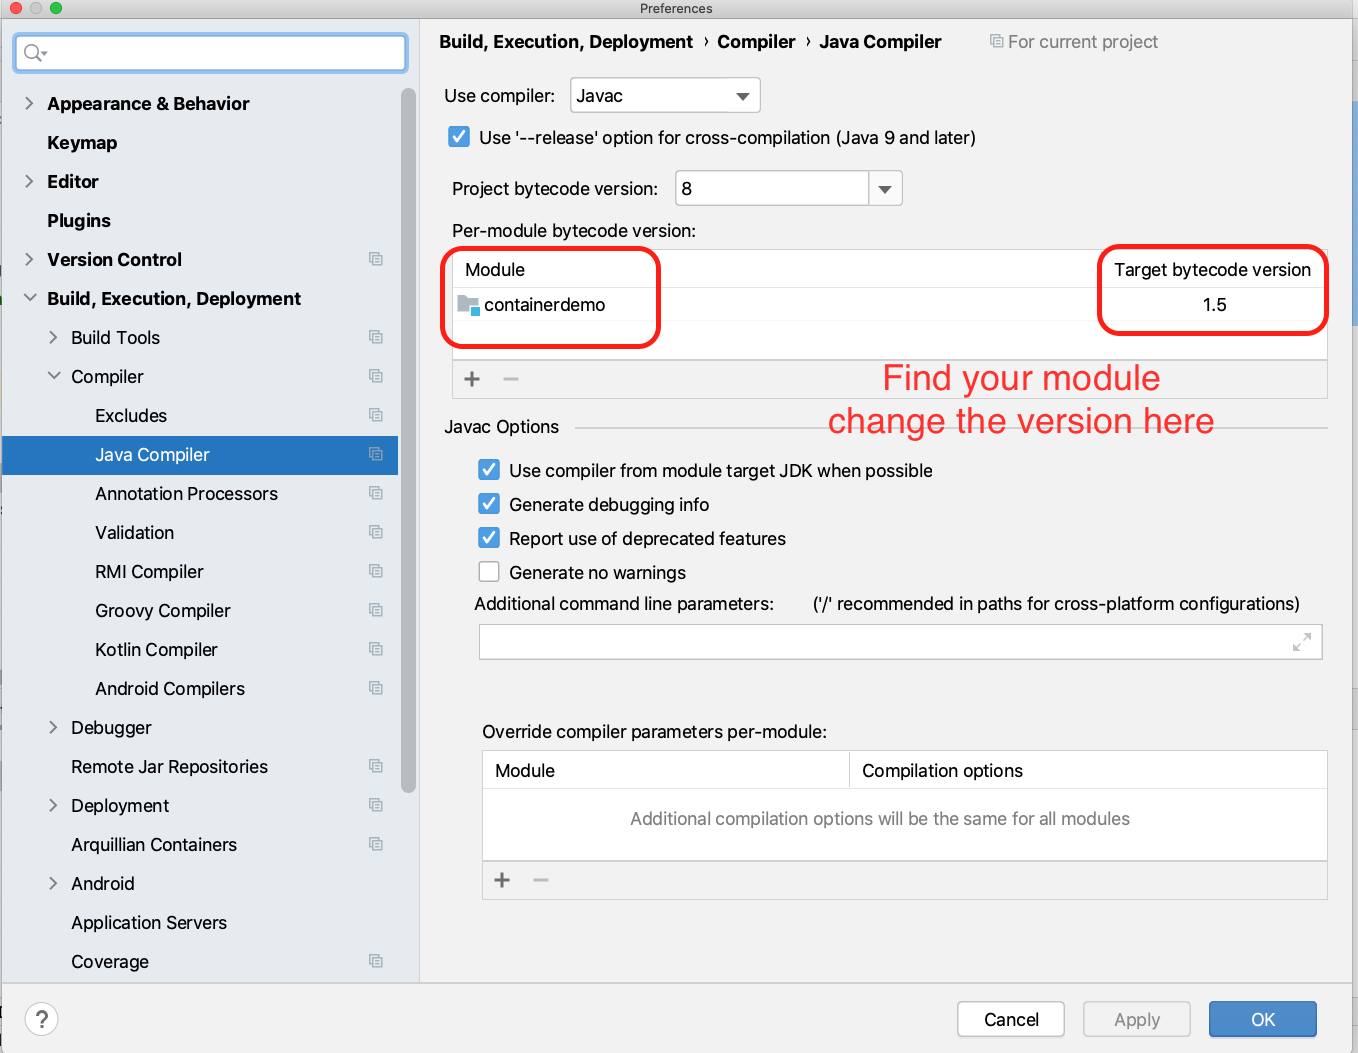 Preferences
Appearance & Behavior
Keymap
Editor
Plugins
Version Control
Build, Execution, Deployment
Build Tools
Compiler
Excludes
Java Compiler
Annotation Processors
Validation
RMI Compiler
Groovy Compiler
Kotlin Compiler
Android Compilers
Debugger
Remote Jar Repositories
Deployment
Arquillian Containers
Android
Application Servers
Coverage
Build, Execution, Deployment › Compiler › Java Compiler For current project
Use compiler: Javac
Use '--release' option for cross-compilation (Java 9 and later)
Project bytecode version: 8
Per-module bytecode version:
Module Target bytecode version
containerdemo 1.5
Find your module
change the version here
Javac Options
Use compiler from module target JDK when possible
Generate debugging info
Report use of deprecated features
Generate no warnings
Additional command line parameters: ('/' recommended in paths for cross-platform configurations)
Override compiler parameters per-module:
Module Compilation options
Additional compilation options will be the same for all modules
? Cancel Apply OK